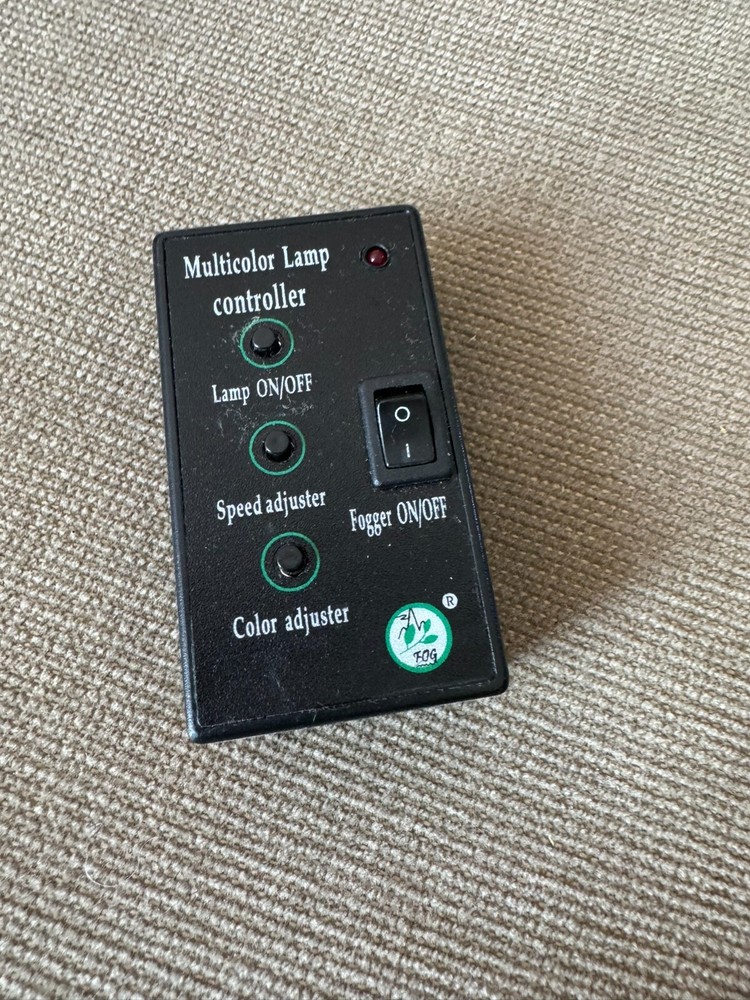 Multicolor Lamp
controller
Lamp ON/OFF
Speed adjuster
Color adjuster
O
I
Fogger ON/OFF
®
FOG